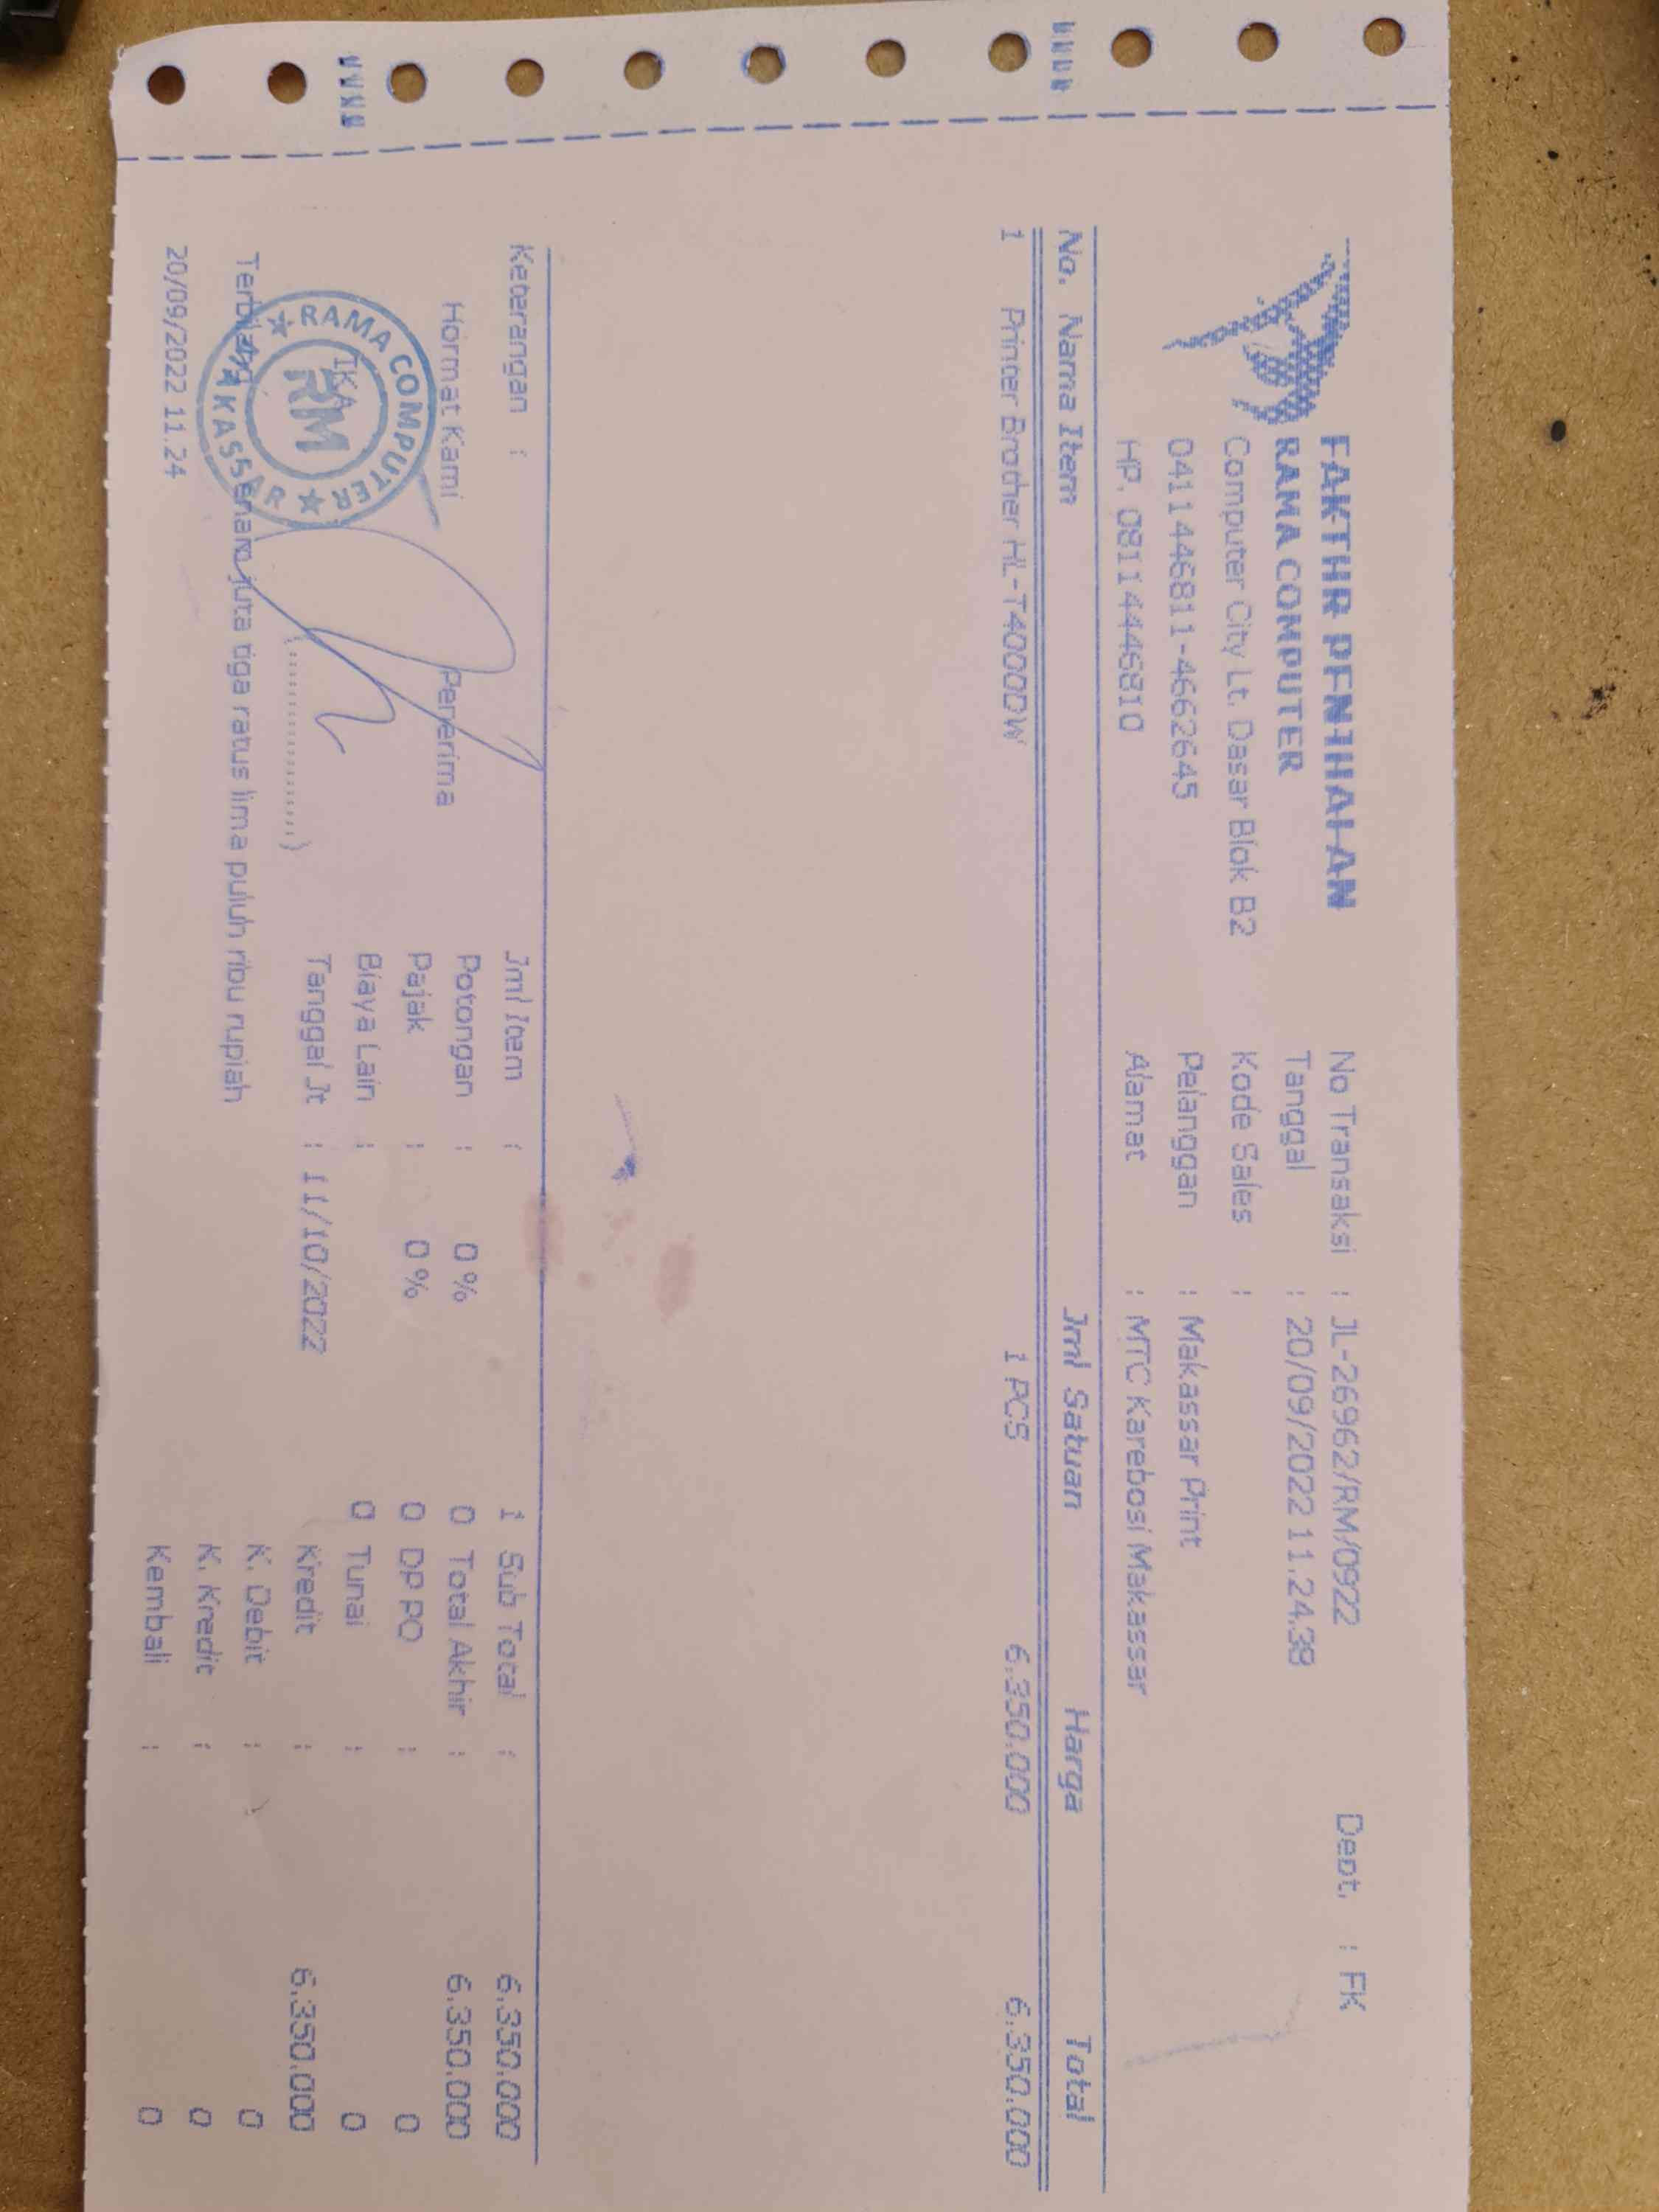 FAKTUR PENJUALAN
RAMA COMPUTER
Computer City Lt. Dasar Blok B2
0411 446811-4662645
HP. 08114446810
No Transaksi : JL-26962/RM/0922
Tanggal : 20/09/2022 11.24.38
Kode Sales :
Pelanggan : Makassar Print
Alamat : MTC Karebosi Makassar
Dept. : FK
No. Nama Item Jml Satuan Harga Total
1 Printer Brother HL-T4000DW 1 PCS 6.350.000 6.350.000
Keterangan :
Hormat Kami Penerima
IKA
(................)
RAMA COMPUTER
RM
MAKASSAR
Jml Item : 1 Sub Total : 6.350.000
Potongan : 0 % 0 Total Akhir : 6.350.000
Pajak : 0 % 0 DP PO : 0
Biaya Lain : 0 Tunai : 0
Tanggal Jt : 11/10/2022 Kredit : 6.350.000
K. Debit : 0
K. Kredit : 0
Kembali : 0
Terbilang enam juta tiga ratus lima puluh ribu rupiah
20/09/2022 11.24